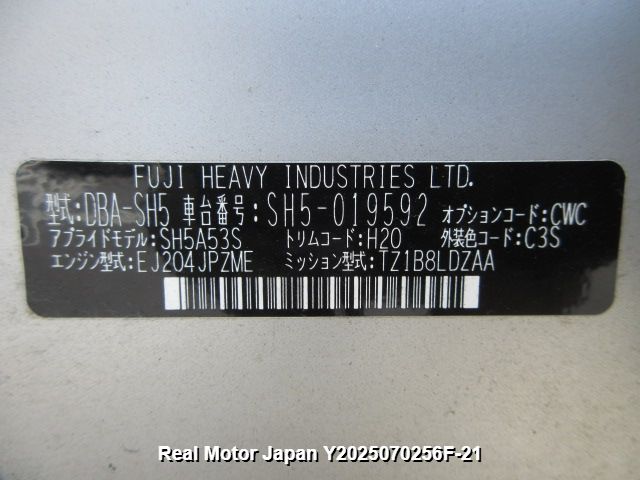 FUJI HEAVY INDUSTRIES LTD.
型式:DBA-SH5 車台番号:SH5-019592 オプションコード:CWC
アプライドモデル:SH5A53S トリムコード:H20 外装色コード:C3S
エンジン型式:EJ204JPZME ミッション型式:TZ1B8LDZAA
Real Motor Japan Y2025070256F-21